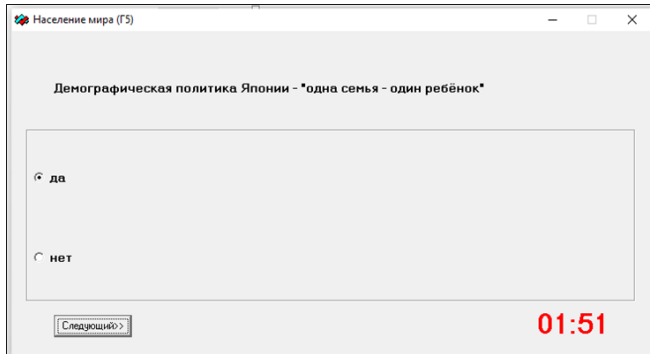 Население мира (Г5)
Демографическая политика Японии - "одна семья - один ребёнок"
да
нет
Следующий>>
01:51